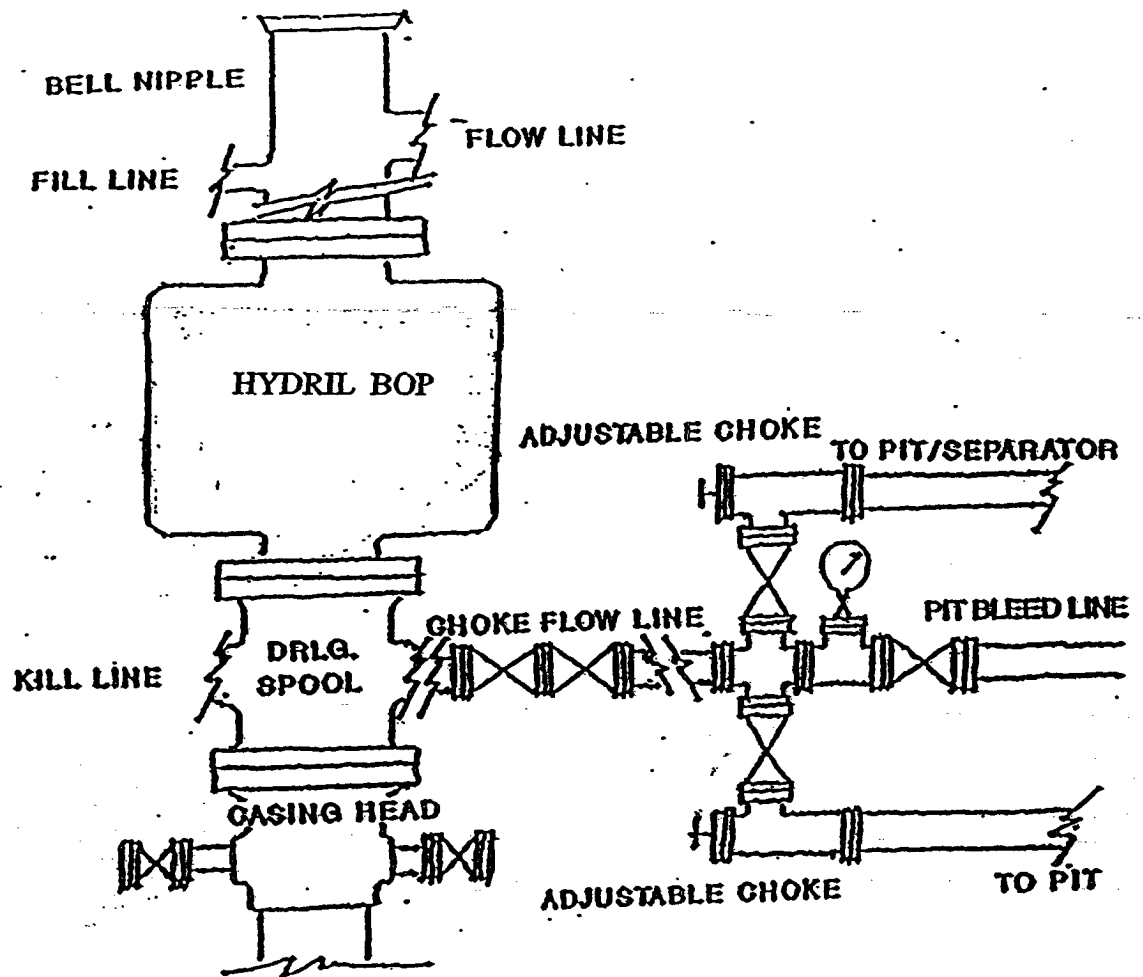 BELL NIPPLE
FLOW LINE
FILL LINE
HYDRIL BOP
ADJUSTABLE CHOKE
TO PIT/SEPARATOR
CHOKE FLOW LINE
PIT BLEED LINE
KILL LINE
DRLG.
SPOOL
CASING HEAD
ADJUSTABLE CHOKE
TO PIT